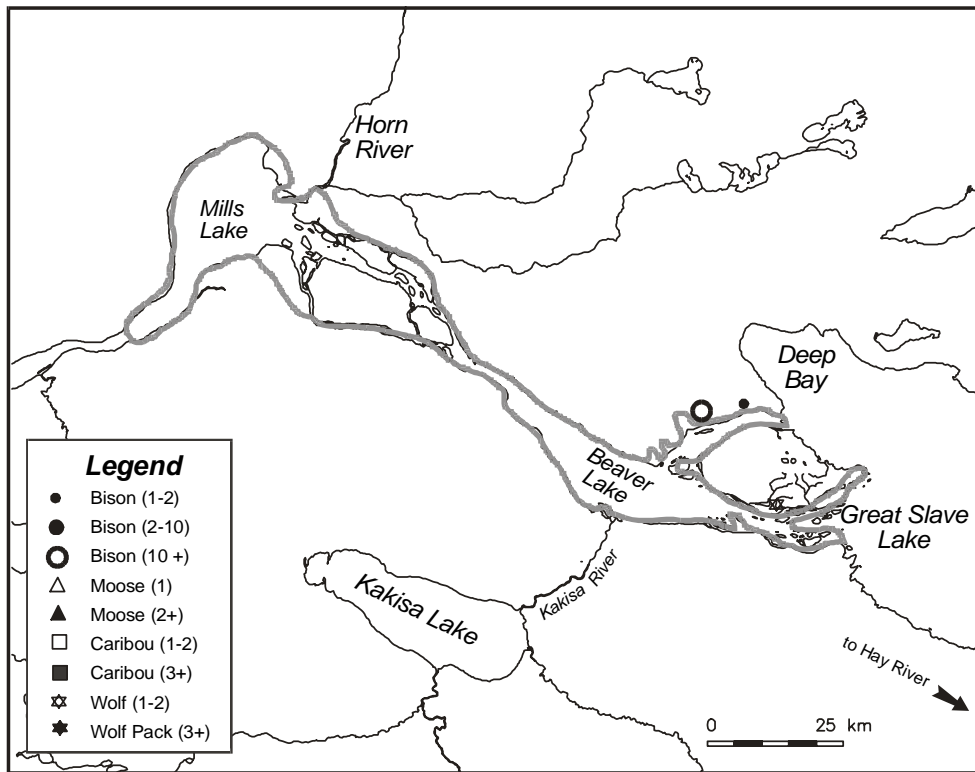 Horn
River
Mills
Lake
Deep
Bay
Beaver
Lake
Great Slave
Lake
Kakisa River
Kakisa Lake
to Hay River
0 25 km
Legend
Bison (1-2)
Bison (2-10)
Bison (10 +)
Moose (1)
Moose (2+)
Caribou (1-2)
Caribou (3+)
Wolf (1-2)
Wolf Pack (3+)